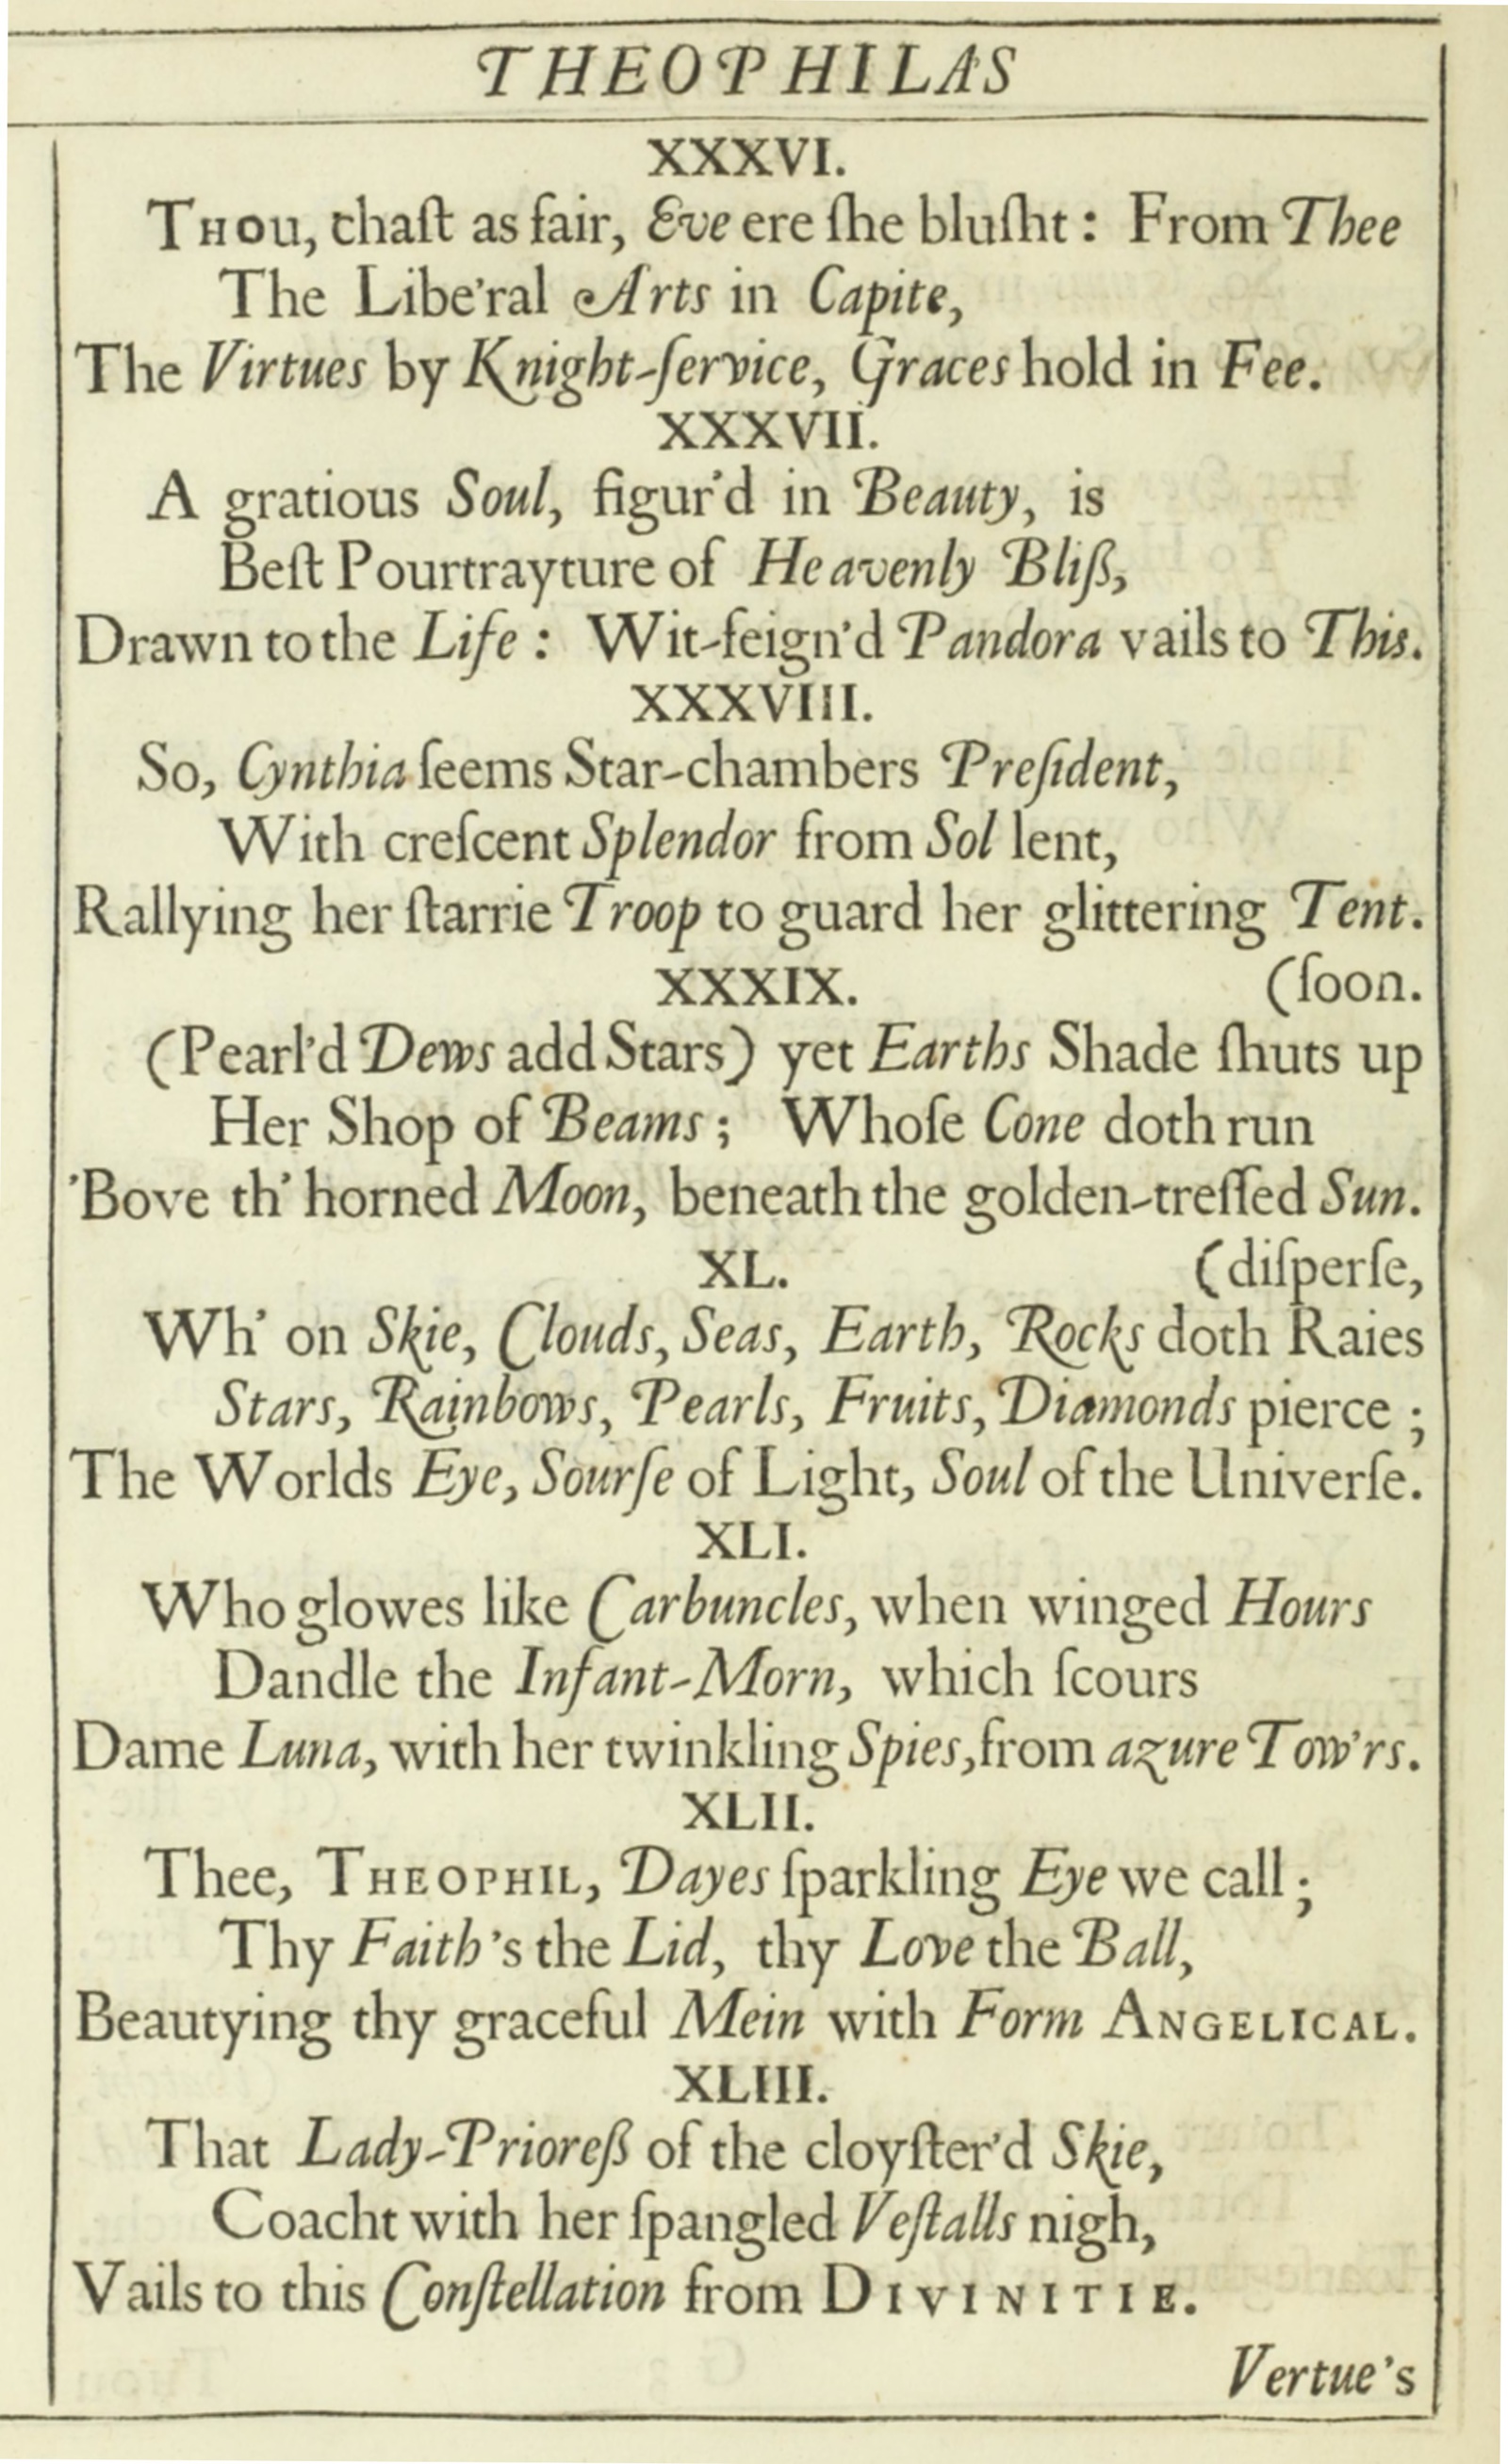 THEOPHILAS
XXXVI.
THOU, chaſt as fair, Eve ere ſhe bluſht: From Thee
The Libe'ral Arts in Capite,
The Virtues by Knight-ſervice, Graces hold in Fee.
XXXVII.
A gratious Soul, figur'd in Beauty, is
Beſt Pourtrayture of Heavenly Bliß,
Drawn to the Life: Wit-feign'd Pandora vails to This.
XXXVIII.
So, Cynthia ſeems Star-chambers Preſident,
With creſcent Splendor from Sol lent,
Rallying her ſtarrie Troop to guard her glittering Tent.
XXXIX. (ſoon.
(Pearl'd Dews add Stars) yet Earths Shade ſhuts up
Her Shop of Beams; Whoſe Cone doth run
'Bove th' horned Moon, beneath the golden-treſſed Sun.
XL. (diſperſe,
Wh' on Skie, Clouds, Seas, Earth, Rocks doth Raies
Stars, Rainbows, Pearls, Fruits, Diamonds pierce;
The Worlds Eye, Sourſe of Light, Soul of the Univerſe.
XLI.
Who glowes like Carbuncles, when winged Hours
Dandle the Infant-Morn, which ſcours
Dame Luna, with her twinkling Spies, from azure Tow'rs.
XLII.
Thee, THEOPHIL, Dayes ſparkling Eye we call;
Thy Faith's the Lid, thy Love the Ball,
Beautying thy graceful Mein with Form ANGELICAL.
XLIII.
That Lady-Prioreß of the cloyſter'd Skie,
Coacht with her ſpangled Veſtalls nigh,
Vails to this Conſtellation from DIVINITIE.
Vertue's